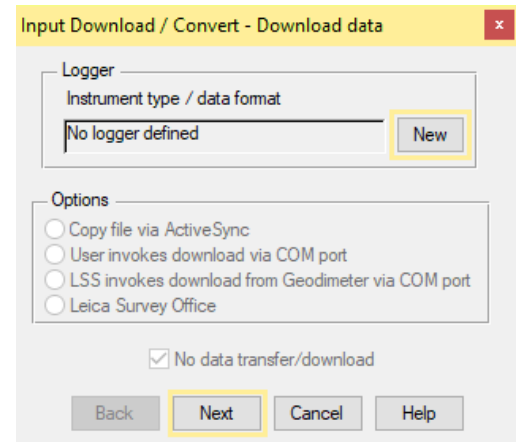 Input Download / Convert - Download data
x
Logger
Instrument type / data format
No logger defined
New
Options
Copy file via ActiveSync
User invokes download via COM port
LSS invokes download from Geodimeter via COM port
Leica Survey Office
No data transfer/download
Back Next Cancel Help